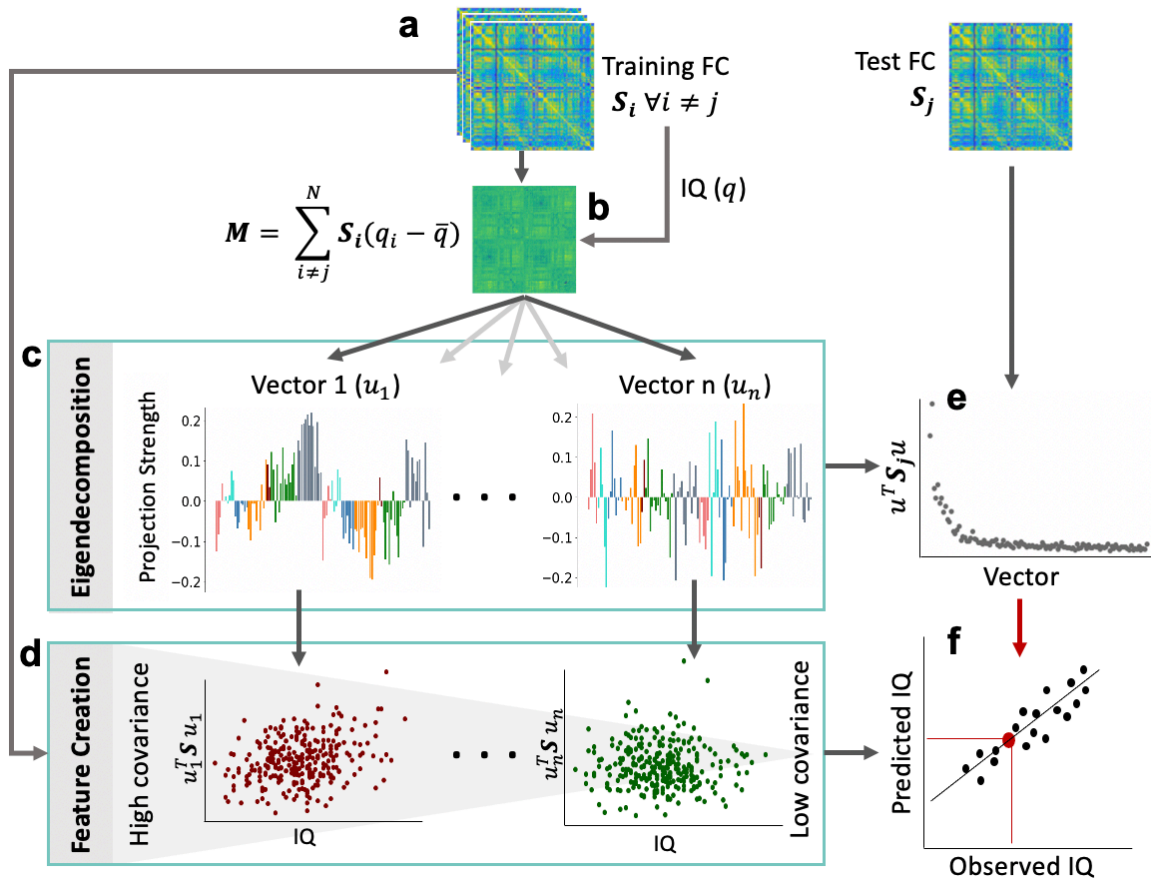 a
Training FC
S_i ∀i ≠ j
Test FC
S_j
IQ (q)
b
M = ∑_{i≠j}^{N} S_i(q_i − q̄)
c
Eigendecomposition
Vector 1 (u_1)
Projection Strength
0.2
0.1
0.0
−0.1
−0.2
. . .
Vector n (u_n)
0.2
0.1
0.0
−0.1
−0.2
e
u^T S_j u
Vector
d
Feature Creation
High covariance
u_1^T S u_1
IQ
. . .
u_n^T S u_n
IQ
Low covariance
f
Predicted IQ
Observed IQ